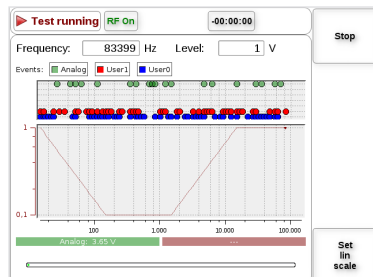 Test running RF On -00:00:00 Stop
Frequency: 83399 Hz Level: 1 V
Events: Analog User1 User0
1
0,1
100 1.000 10.000 100.000
Analog: 3.65 V ---
Set
lin
scale